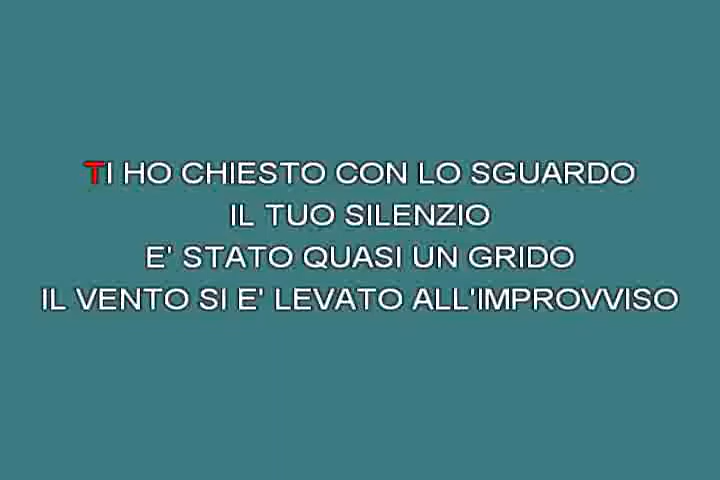 TI HO CHIESTO CON LO SGUARDO
IL TUO SILENZIO
E' STATO QUASI UN GRIDO
IL VENTO SI E' LEVATO ALL'IMPROVVISO